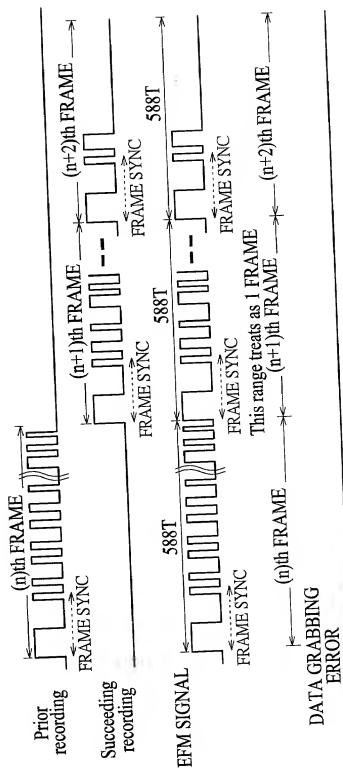 (n)th FRAME
FRAME SYNC
Prior
recording
(n+1)th FRAME
(n+2)th FRAME
FRAME SYNC
FRAME SYNC
Succeeding
recording
588T
588T
588T
FRAME SYNC
FRAME SYNC
FRAME SYNC
EFM SIGNAL
This range treats as 1 FRAME
(n)th FRAME
(n+1)th FRAME
(n+2)th FRAME
DATA GRABBING
ERROR